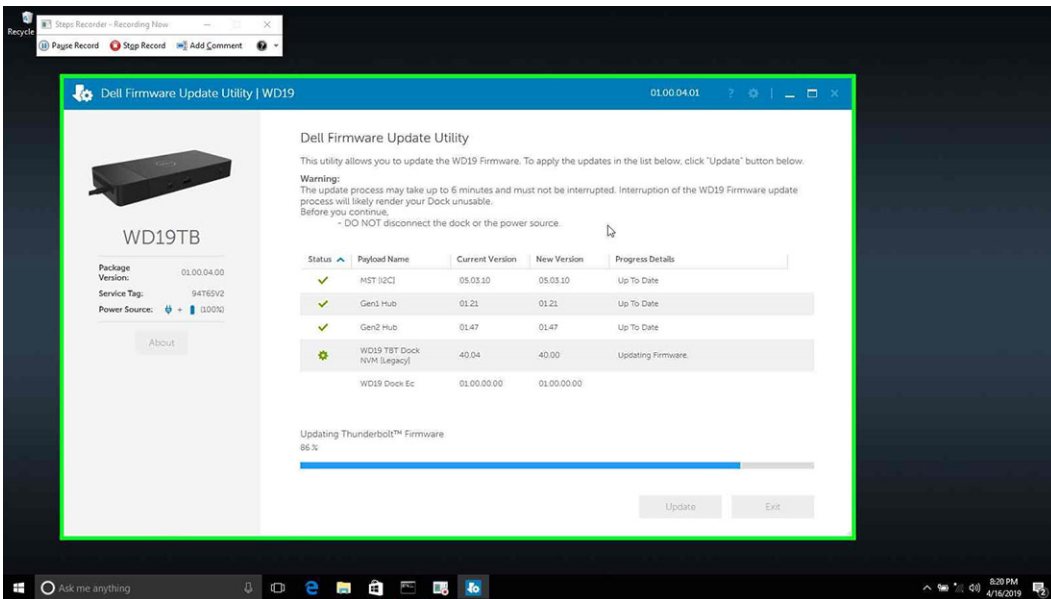 Recycle
Steps Recorder - Recording Now
Pause Record Stop Record Add Comment
Dell Firmware Update Utility | WD19 01.00.04.01
WD19TB
Package Version: 01.00.04.00
Service Tag: 94T65V2
Power Source: + (100%)
About
Dell Firmware Update Utility
This utility allows you to update the WD19 Firmware. To apply the updates in the list below, click "Update" button below.
Warning:
The update process may take up to 6 minutes and must not be interrupted. Interruption of the WD19 Firmware update
process will likely render your Dock unusable.
Before you continue,
- DO NOT disconnect the dock or the power source.
Status Payload Name Current Version New Version Progress Details
MST [I2C] 05.03.10 05.03.10 Up To Date
Gen1 Hub 01.21 01.21 Up To Date
Gen2 Hub 01.47 01.47 Up To Date
WD19 TBT Dock NVM [Legacy] 40.04 40.00 Updating Firmware.
WD19 Dock Ec 01.00.00.00 01.00.00.00
Updating Thunderbolt™ Firmware
86 %
Update Exit
Ask me anything
8:20 PM
4/16/2019
2